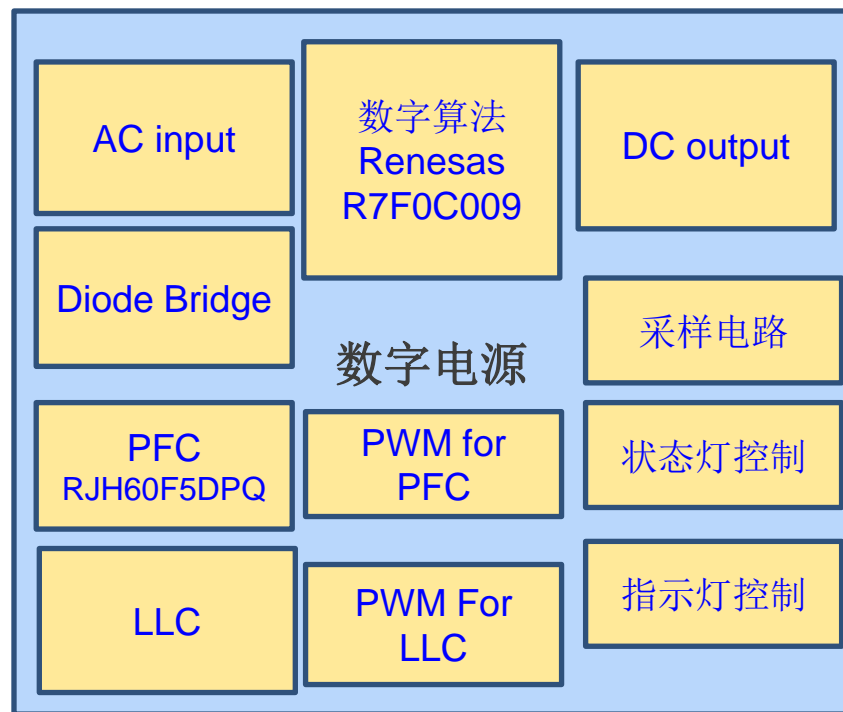 AC input
数字算法
Renesas
R7F0C009
DC output
Diode Bridge
采样电路
数字电源
PFC
RJH60F5DPQ
PWM for
PFC
状态灯控制
LLC
PWM For
LLC
指示灯控制